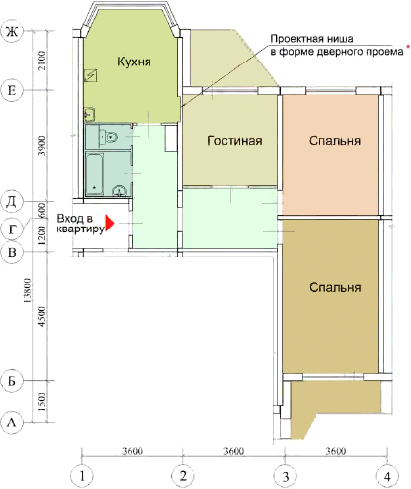 Ж
Проектная ниша
в форме дверного проема *
2100
Кухня
Е
3900
Гостиная
Спальня
Д
600
Вход в
квартиру
Г
1200
В
13800
Спальня
4500
Б
1500
А
3600
3600
3600
1
2
3
4